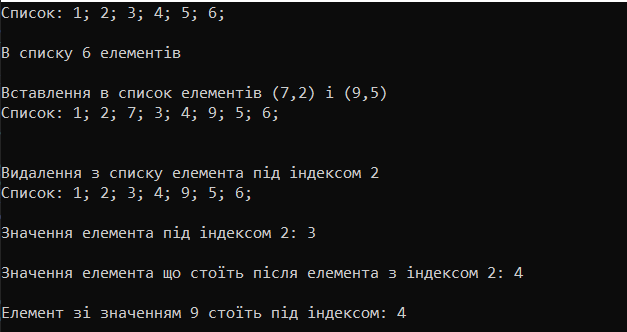 Список: 1; 2; 3; 4; 5; 6;
В списку 6 елементів
Вставлення в список елементів (7,2) і (9,5)
Список: 1; 2; 7; 3; 4; 9; 5; 6;
Видалення з списку елемента під індексом 2
Список: 1; 2; 3; 4; 9; 5; 6;
Значення елемента під індексом 2: 3
Значення елемента що стоїть після елемента з індексом 2: 4
Елемент зі значенням 9 стоїть під індексом: 4